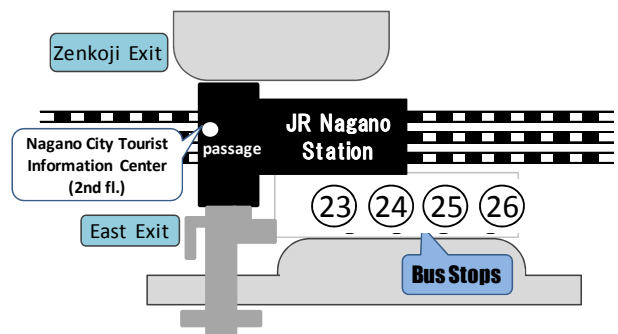 Zenkoji Exit
JR Nagano
Station
passage
Nagano City Tourist
Information Center
(2nd fl.)
23 24 25 26
East Exit
Bus Stops